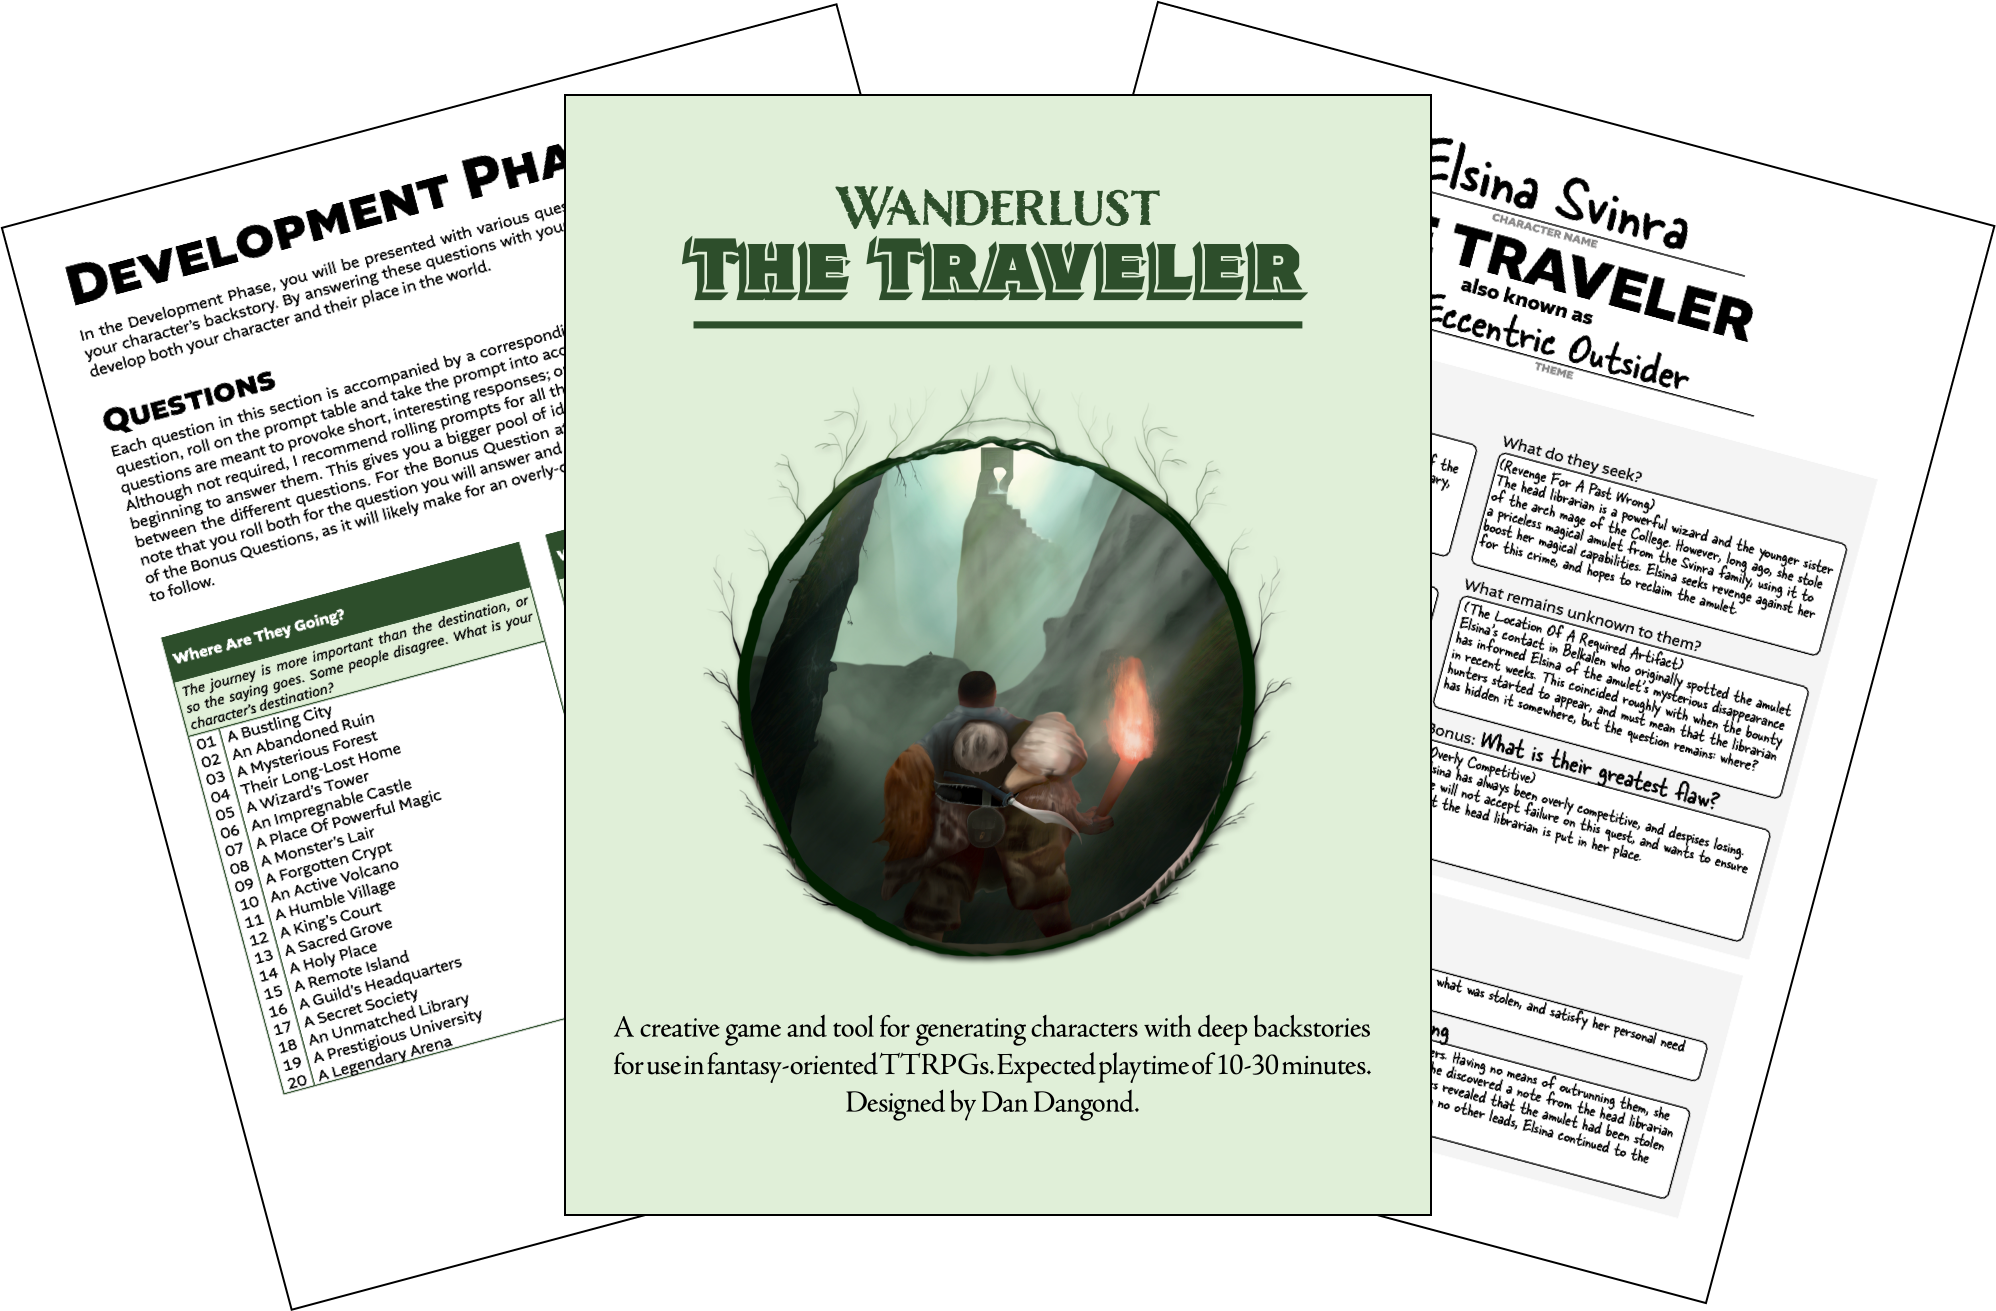 DEVELOPMENT PHA
In the Development Phase, you will be presented with various ques
your character's backstory. By answering these questions with you
develop both your character and their place in the world.
QUESTIONS
Each question in this section is accompanied by a correspondi
question, roll on the prompt table and take the prompt into acc
questions are meant to provoke short, interesting responses; o
Although not required, I recommend rolling prompts for all th
beginning to answer them. This gives you a bigger pool of id
between the different questions. For the Bonus Question a
note that you roll both for the question you will answer and
of the Bonus Questions, as it will likely make for an overly-c
to follow.
Where Are They Going?
The journey is more important than the destination, or
so the saying goes. Some people disagree. What is your
character's destination?
01 A Bustling City
02 An Abandoned Ruin
03 A Mysterious Forest
04 Their Long-Lost Home
05 A Wizard's Tower
06 An Impregnable Castle
07 A Place Of Powerful Magic
08 A Monster's Lair
09 A Forgotten Crypt
10 An Active Volcano
11 A Humble Village
12 A King's Court
13 A Sacred Grove
14 A Holy Place
15 A Remote Island
16 A Guild's Headquarters
17 A Secret Society
18 An Unmatched Library
19 A Prestigious University
20 A Legendary Arena
WANDERLUST
THE TRAVELER
A creative game and tool for generating characters with deep backstories
for use in fantasy-oriented TTRPGs. Expected playtime of 10-30 minutes.
Designed by Dan Dangond.
Elsina Svinra
CHARACTER NAME
E TRAVELER
also known as
Eccentric Outsider
THEME
f the
ary,
What do they seek?
(Revenge For A Past Wrong)
The head librarian is a powerful wizard and the younger sister
of the arch mage of the College. However, long ago, she stole
a priceless magical amulet from the Svinra family, using it to
boost her magical capabilities. Elsina seeks revenge against her
for this crime, and hopes to reclaim the amulet.
What remains unknown to them?
(The Location Of A Required Artifact)
Elsina's contact in Belkalen who originally spotted the amulet
has informed Elsina of the amulet's mysterious disappearance
in recent weeks. This coincided roughly with when the bounty
hunters started to appear, and must mean that the librarian
has hidden it somewhere, but the question remains: where?
Bonus: What is their greatest flaw?
Overly Competitive)
sina has always been overly competitive, and despises losing.
e will not accept failure on this quest, and wants to ensure
t the head librarian is put in her place.
what was stolen, and satisfy her personal need
ng
ers. Having no means of outrunning them, she
he discovered a note from the head librarian
s revealed that the amulet had been stolen
no other leads, Elsina continued to the